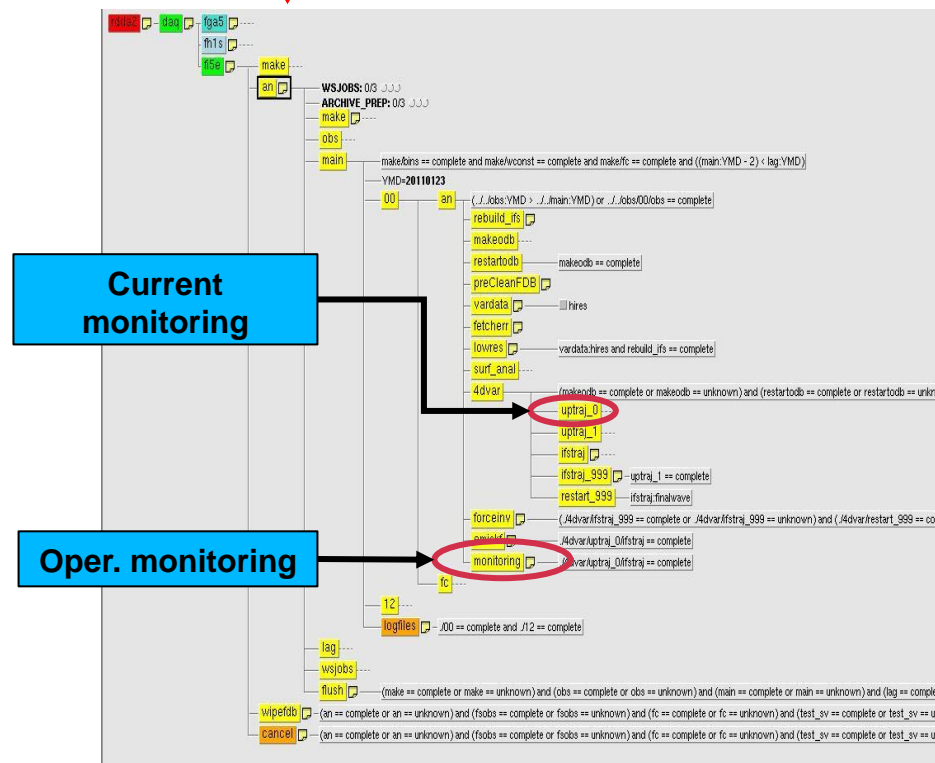 rdda2 daq fga5
fh1s
fi5e make
an WSJOBS: 0/3
ARCHIVE_PREP: 0/3
make
obs
main make/bins == complete and make/wconst == complete and make/fc == complete and ((main:YMD - 2) < lag:YMD)
YMD=20110123
00 an (../../obs:YMD > ../../main:YMD) or ../../obs/00/obs == complete
rebuild_ifs
makeodb
restartodb makeodb == complete
preCleanFDB
vardata hires
fetcherr
lowres vardata:hires and rebuild_ifs == complete
surf_anal
4dvar (makeodb == complete or makeodb == unknown) and (restartodb == complete or restartodb == unkn
Current
monitoring
uptraj_0
uptraj_1
ifstraj
ifstraj_999 uptraj_1 == complete
restart_999 ifstraj:finalwave
forceinv (./4dvar/ifstraj_999 == complete or ./4dvar/ifstraj_999 == unknown) and (./4dvar/restart_999 == co
./4dvar/uptraj_0/ifstraj == complete
Oper. monitoring
monitoring ./4dvar/uptraj_0/ifstraj == complete
fc
12
logfiles ./00 == complete and ./12 == complete
lag
wsjobs
flush (make == complete or make == unknown) and (obs == complete or obs == unknown) and (main == complete or main == unknown) and (lag == comple
wipefdb (an == complete or an == unknown) and (fsobs == complete or fsobs == unknown) and (fc == complete or fc == unknown) and (test_sv == complete or test_sv == u
cancel (an == complete or an == unknown) and (fsobs == complete or fsobs == unknown) and (fc == complete or fc == unknown) and (test_sv == complete or test_sv == u